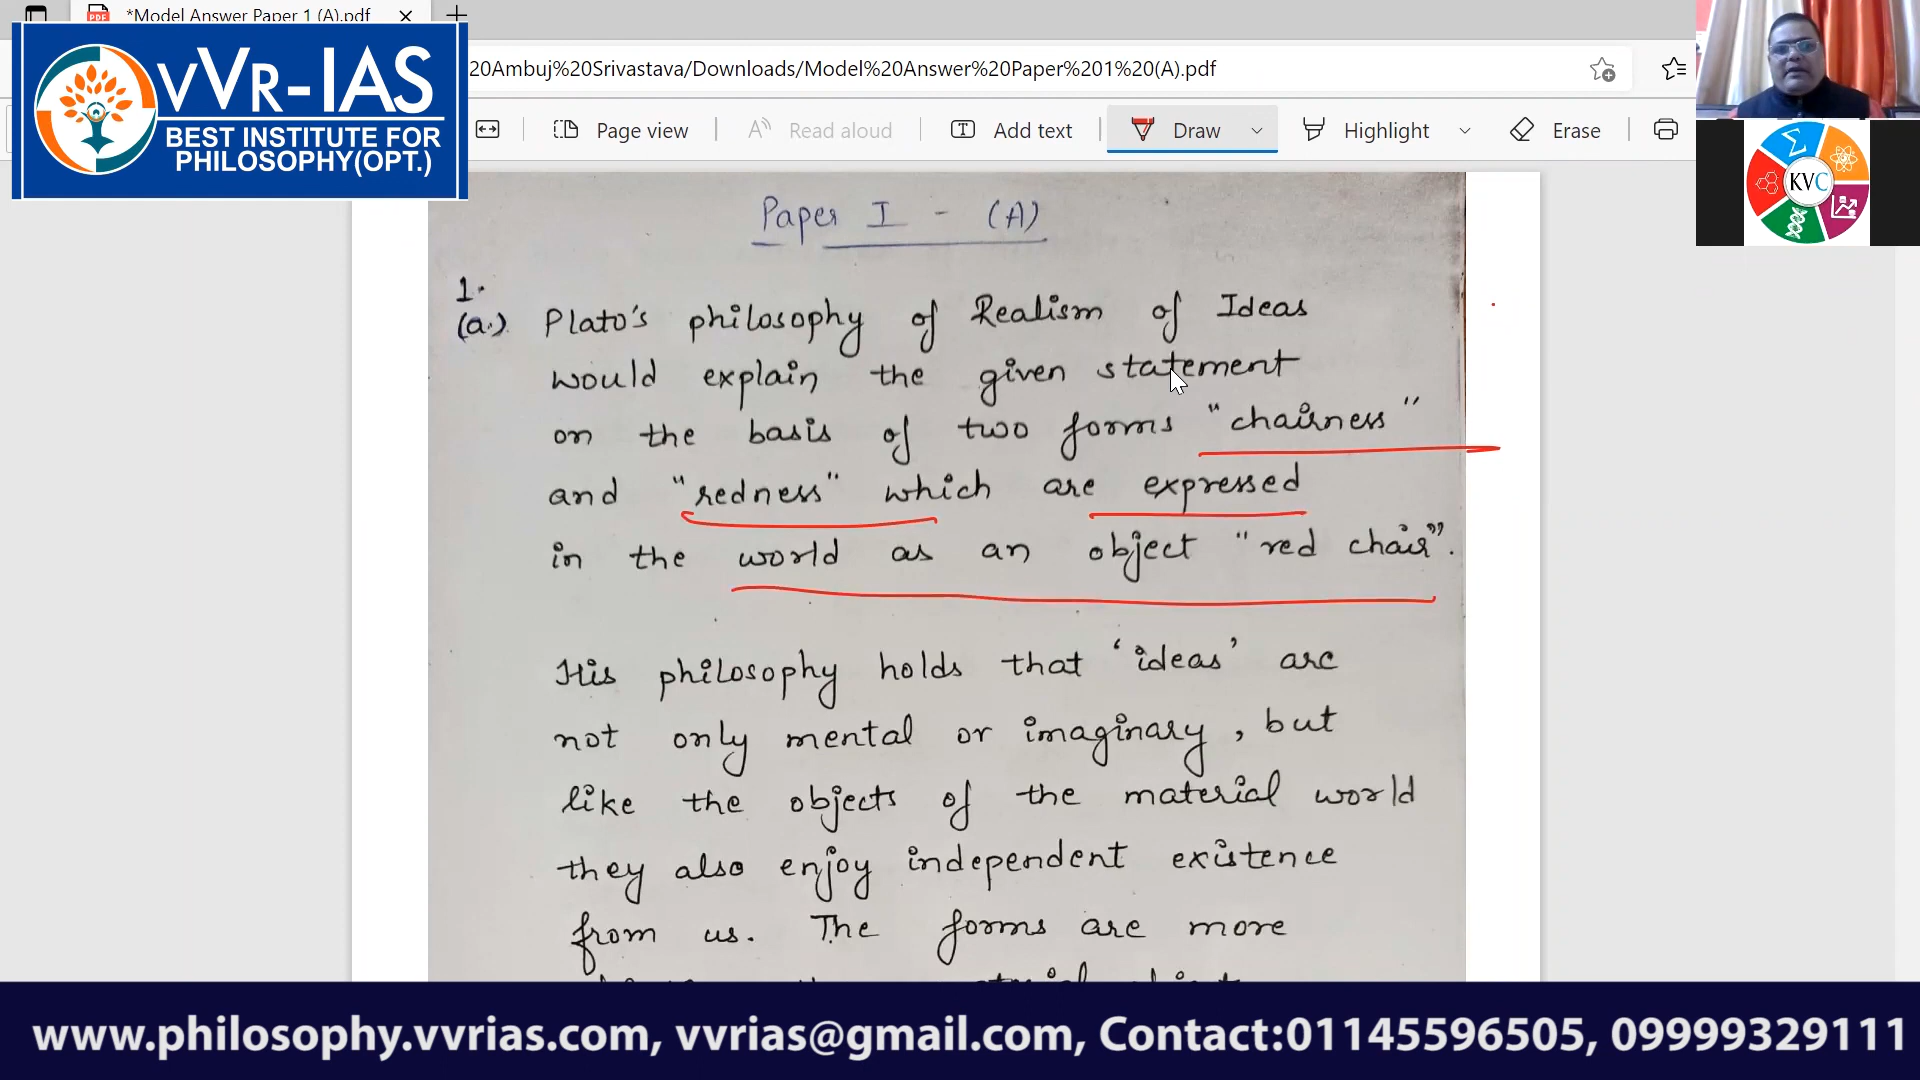 *Model Answer Paper 1 (A).pdf
VVR-IAS
BEST INSTITUTE FOR
PHILOSOPHY(OPT.)
20Ambuj%20Srivastava/Downloads/Model%20Answer%20Paper%201%20(A).pdf
Page view
Read aloud
Add text
Draw
Highlight
Erase
KVC
Paper I - (A)
1.
(a.) Plato's philosophy of Realism of Ideas
would explain the given statement
on the basis of two forms "chairness"
and "redness" which are expressed
in the world as an object "red chair".
His philosophy holds that 'ideas' are
not only mental or imaginary, but
like the objects of the material world
they also enjoy independent existence
from us. The forms are more
www.philosophy.vvrias.com, vvrias@gmail.com, Contact:01145596505, 09999329111